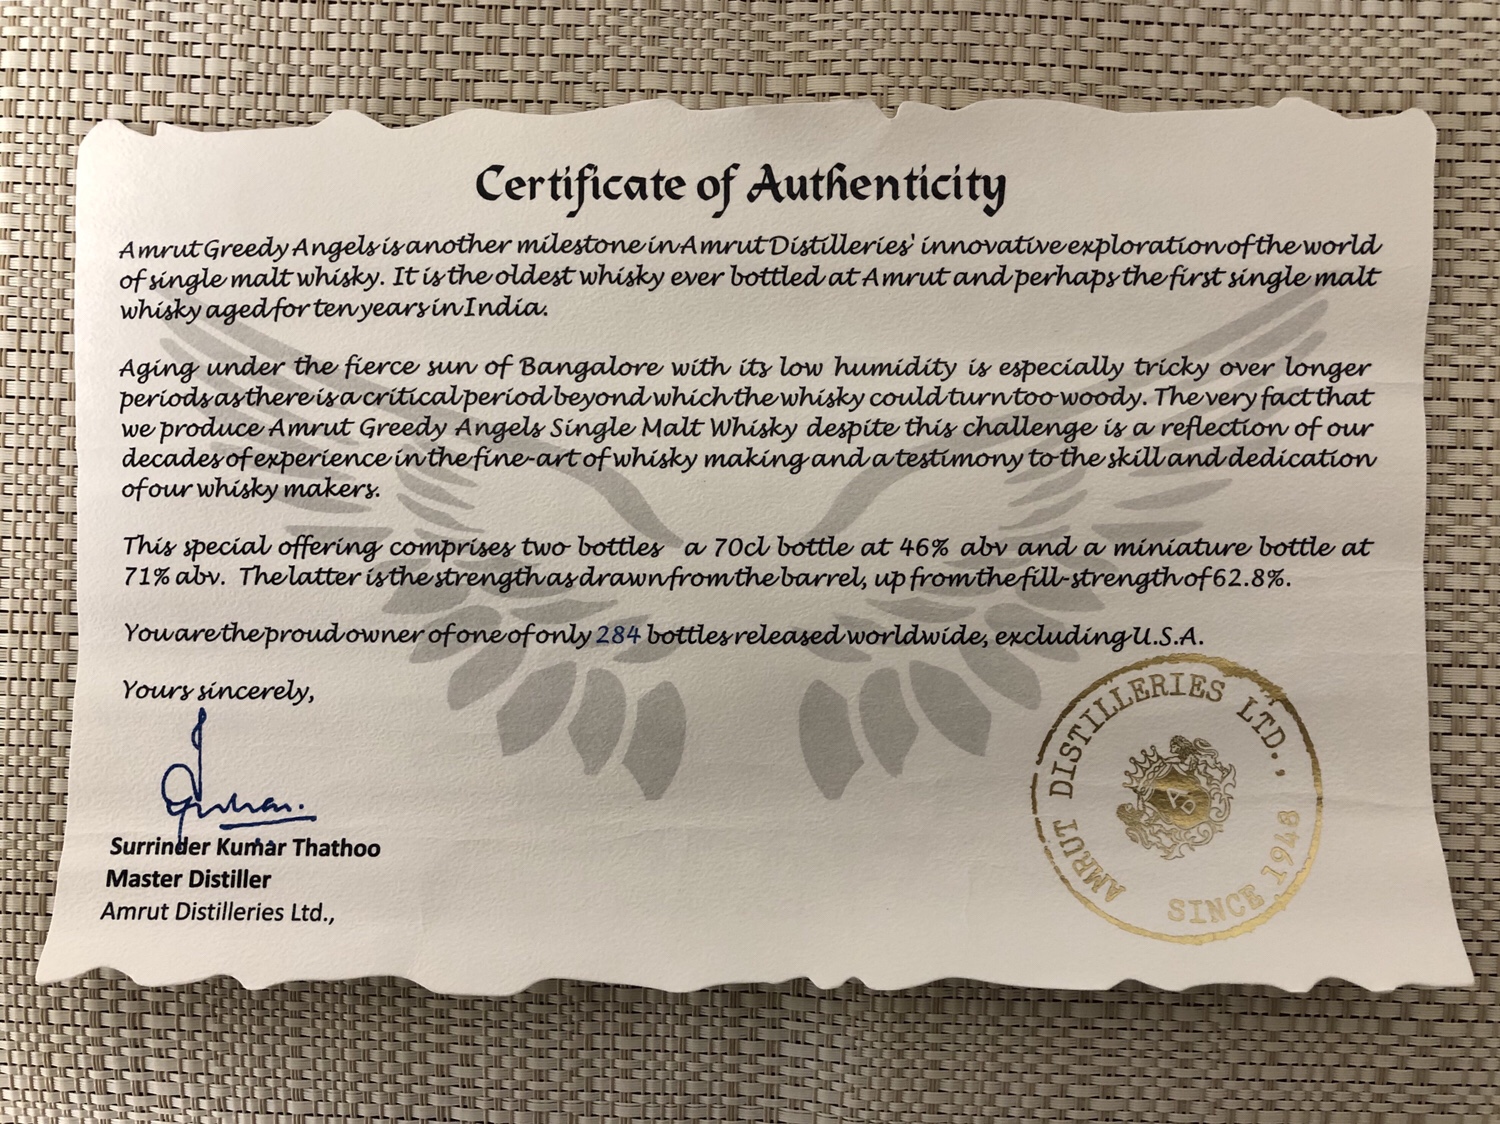 Certificate of Authenticity
Amrut Greedy Angels is another milestone in Amrut Distilleries' innovative exploration of the world
of single malt whisky. It is the oldest whisky ever bottled at Amrut and perhaps the first single malt
whisky aged for ten years in India.
Aging under the fierce sun of Bangalore with its low humidity is especially tricky over longer
periods as there is a critical period beyond which the whisky could turn too woody. The very fact that
we produce Amrut Greedy Angels Single Malt Whisky despite this challenge is a reflection of our
decades of experience in the fine-art of whisky making and a testimony to the skill and dedication
of our whisky makers.
This special offering comprises two bottles a 70cl bottle at 46% abv and a miniature bottle at
71% abv. The latter is the strength as drawn from the barrel, up from the fill-strength of 62.8%.
You are the proud owner of one of only 284 bottles released worldwide, excluding U.S.A.
Yours sincerely,
Surrinder Kumar Thathoo
Master Distiller
Amrut Distilleries Ltd.,
AMRUT DISTILLERIES LTD.,
SINCE 1948